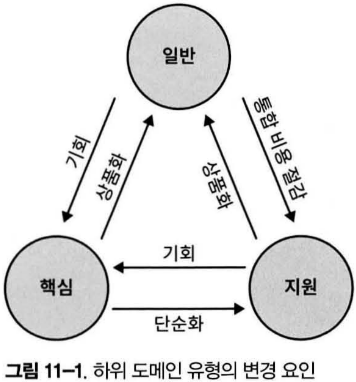 일반
기회
상품화
상품화
통합 비용 절감
핵심
기회
지원
단순화
그림 11-1. 하위 도메인 유형의 변경 요인